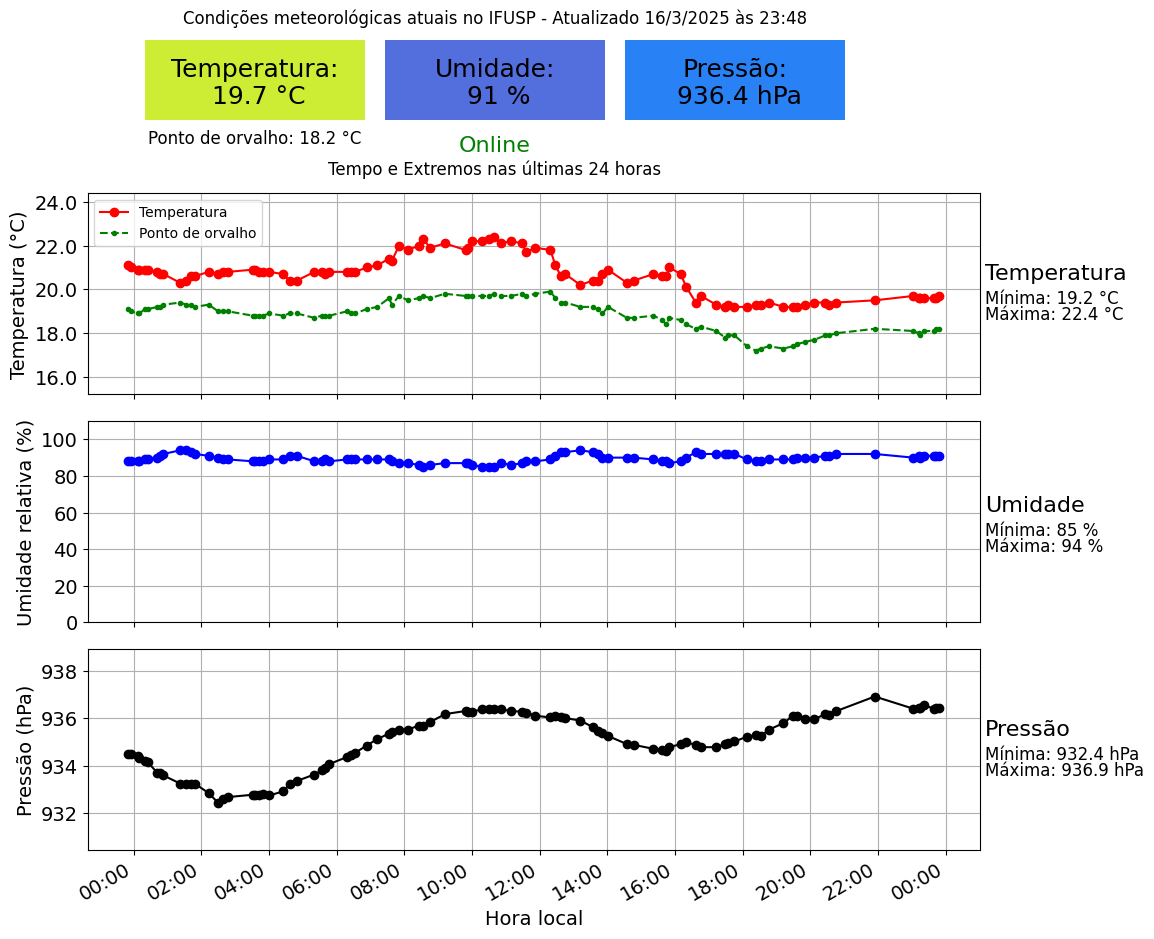 Condições meteorológicas atuais no IFUSP - Atualizado 16/3/2025 às 23:48
Temperatura:
19.7 °C
Umidade:
91 %
Pressão:
936.4 hPa
Ponto de orvalho: 18.2 °C
Online
Tempo e Extremos nas últimas 24 horas
Temperatura (°C)
24.0
22.0
20.0
18.0
16.0
Temperatura
Ponto de orvalho
Temperatura
Mínima: 19.2 °C
Máxima: 22.4 °C
Umidade relativa (%)
100
80
60
40
20
0
Umidade
Mínima: 85 %
Máxima: 94 %
Pressão (hPa)
938
936
934
932
Pressão
Mínima: 932.4 hPa
Máxima: 936.9 hPa
00:00 02:00 04:00 06:00 08:00 10:00 12:00 14:00 16:00 18:00 20:00 22:00 00:00
Hora local